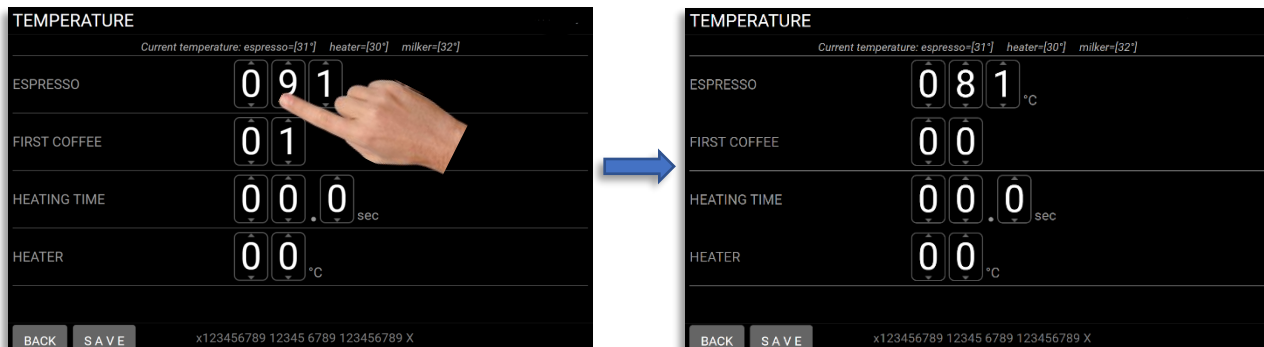 TEMPERATURE
Current temperature: espresso=[31°] heater=[30°] milker=[32°]
ESPRESSO 0 9 1
FIRST COFFEE 0 1
HEATING TIME 0 0 . 0 sec
HEATER 0 0 °C
BACK S A V E x123456789 12345 6789 123456789 X
TEMPERATURE
Current temperature: espresso=[31°] heater=[30°] milker=[32°]
ESPRESSO 0 8 1 °C
FIRST COFFEE 0 0
HEATING TIME 0 0 . 0 sec
HEATER 0 0 °C
BACK S A V E x123456789 12345 6789 123456789 X